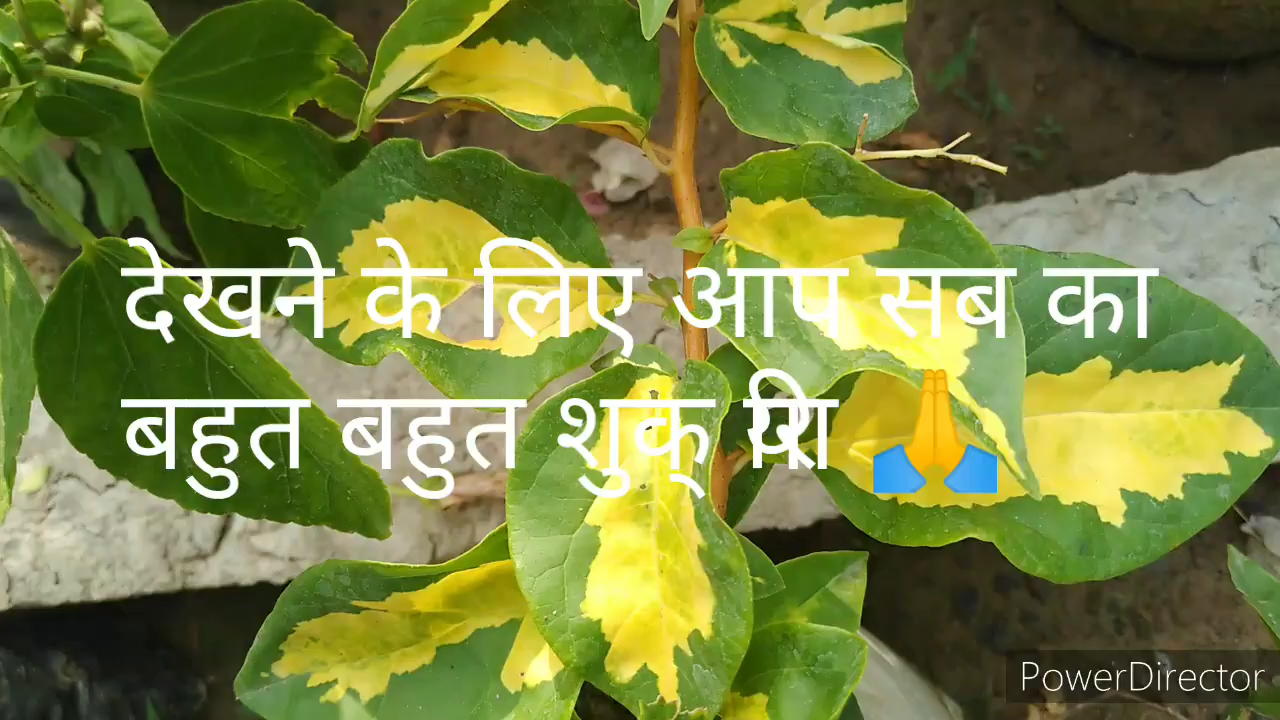 देखने के लिए आप सब का
बहुत बहुत शुक्रिया 🙏
PowerDirector